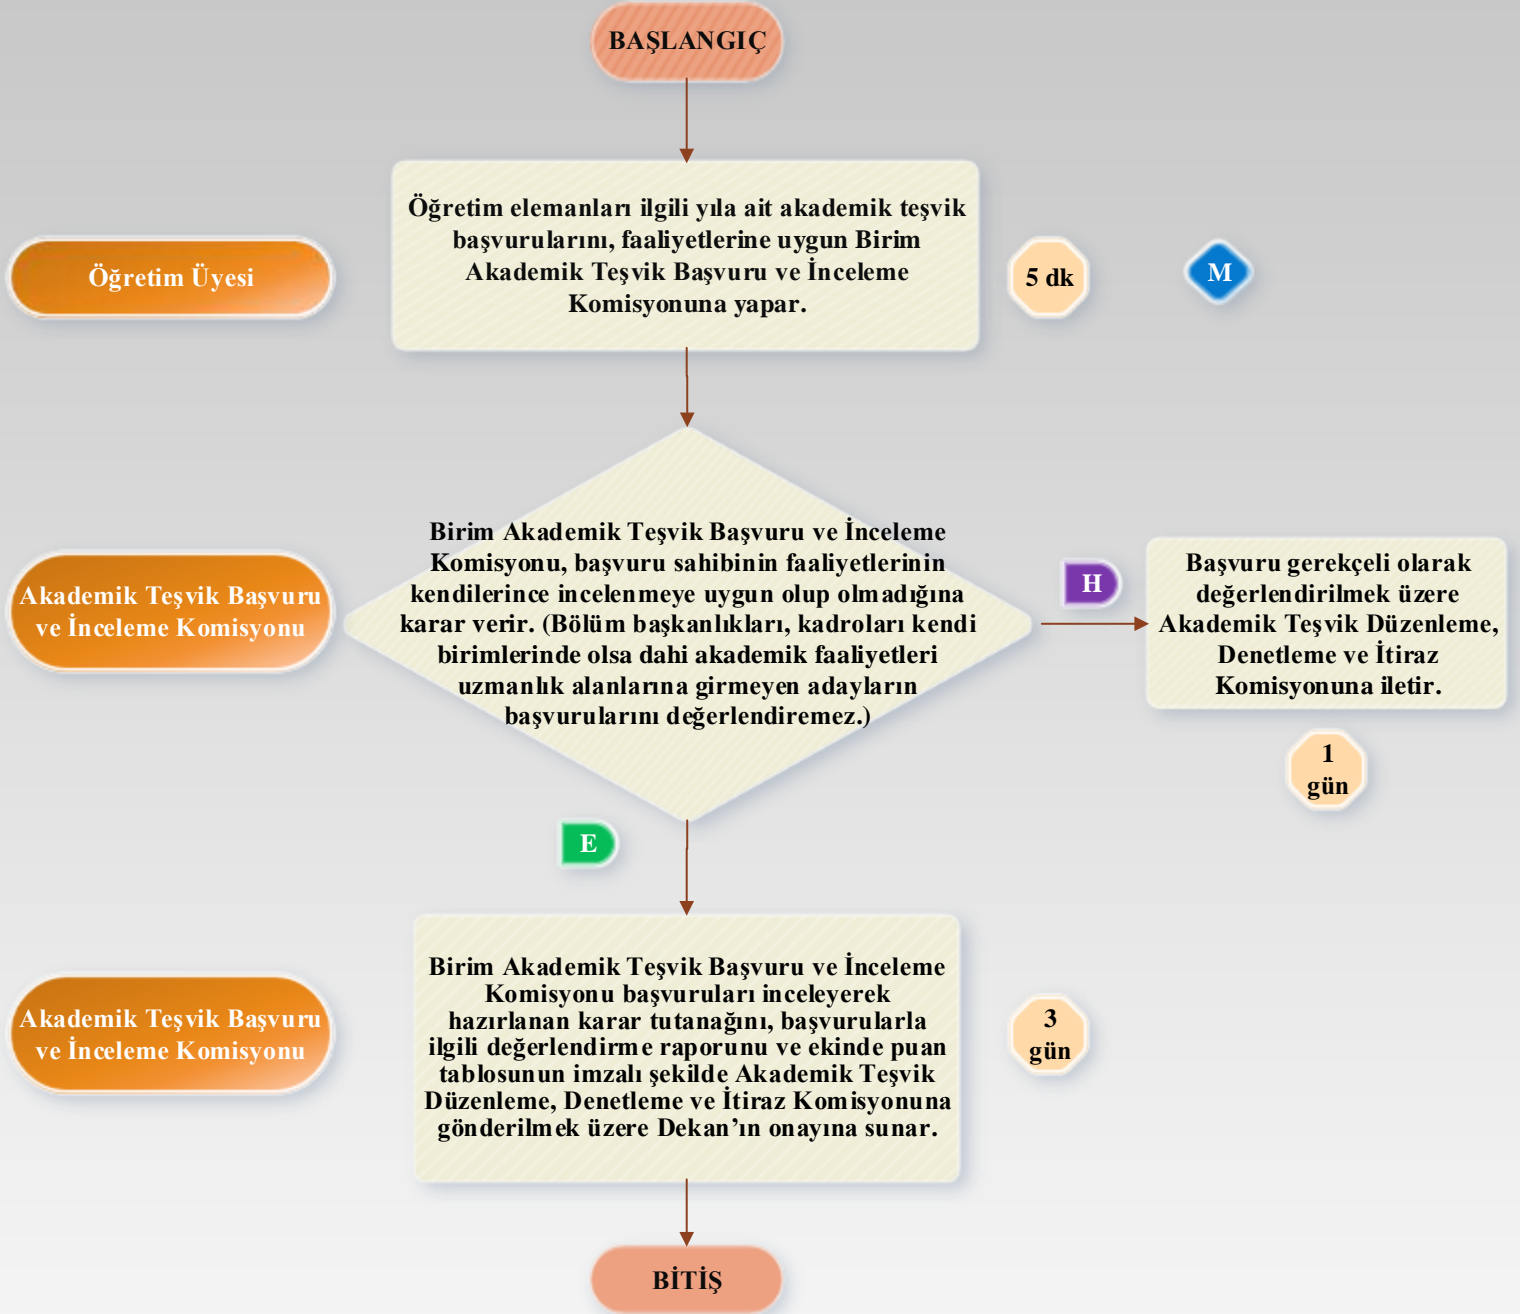 BAŞLANGIÇ
Öğretim elemanları ilgili yıla ait akademik teşvik
başvurularını, faaliyetlerine uygun Birim
Akademik Teşvik Başvuru ve İnceleme
Komisyonuna yapar.
Öğretim Üyesi
5 dk
M
Birim Akademik Teşvik Başvuru ve İnceleme
Komisyonu, başvuru sahibinin faaliyetlerinin
kendilerince incelenmeye uygun olup olmadığına
karar verir. (Bölüm başkanlıkları, kadroları kendi
birimlerinde olsa dahi akademik faaliyetleri
uzmanlık alanlarına girmeyen adayların
başvurularını değerlendiremez.)
Akademik Teşvik Başvuru
ve İnceleme Komisyonu
H
Başvuru gerekçeli olarak
değerlendirilmek üzere
Akademik Teşvik Düzenleme,
Denetleme ve İtiraz
Komisyonuna iletir.
1
gün
E
Birim Akademik Teşvik Başvuru ve İnceleme
Komisyonu başvuruları inceleyerek
hazırlanan karar tutanağını, başvurularla
ilgili değerlendirme raporunu ve ekinde puan
tablosunun imzalı şekilde Akademik Teşvik
Düzenleme, Denetleme ve İtiraz Komisyonuna
gönderilmek üzere Dekan’ın onayına sunar.
Akademik Teşvik Başvuru
ve İnceleme Komisyonu
3
gün
BİTİŞ